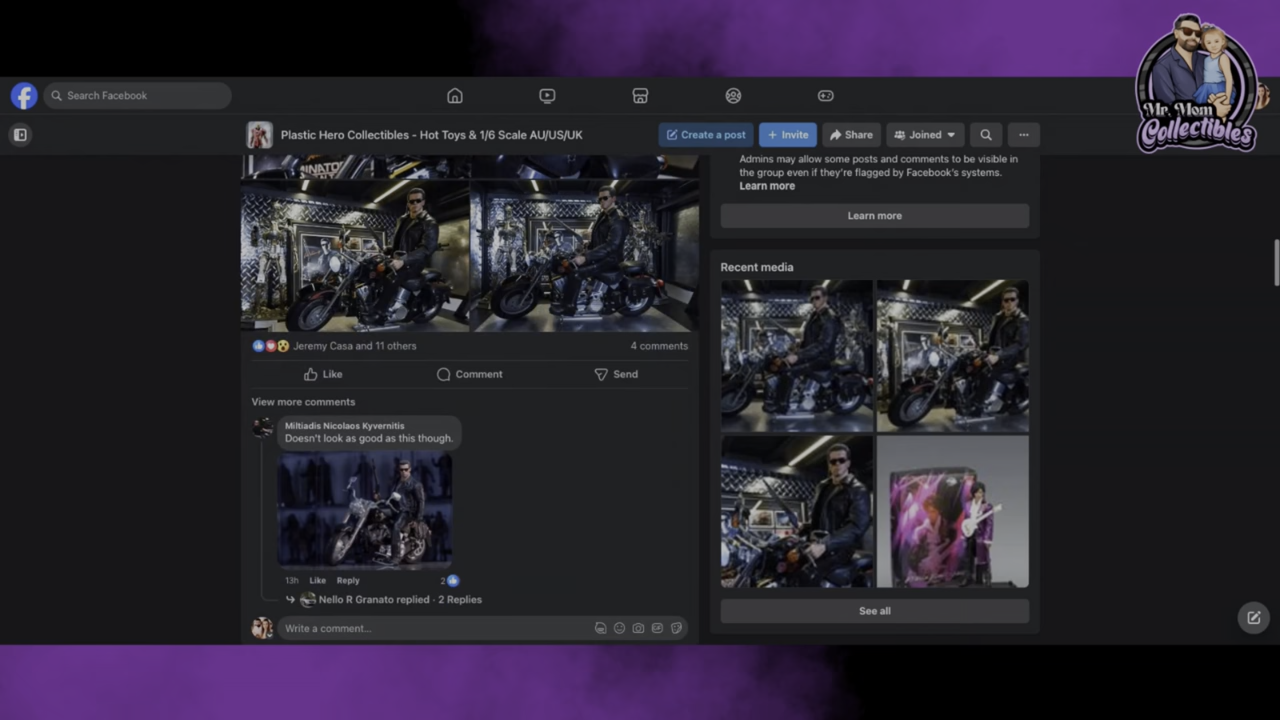 Search Facebook
Mr. Mom
Collectibles
Plastic Hero Collectibles - Hot Toys & 1/6 Scale AU/US/UK
Create a post
+ Invite
Share
Joined
Admins may allow some posts and comments to be visible in
the group even if they're flagged by Facebook's systems.
Learn more
Learn more
Recent media
Jeremy Casa and 11 others
4 comments
Like
Comment
Send
View more comments
Miltiadis Nicolaos Kyvernitis
Doesn't look as good as this though.
13h Like Reply
2
Nello R Granato replied · 2 Replies
Write a comment...
See all